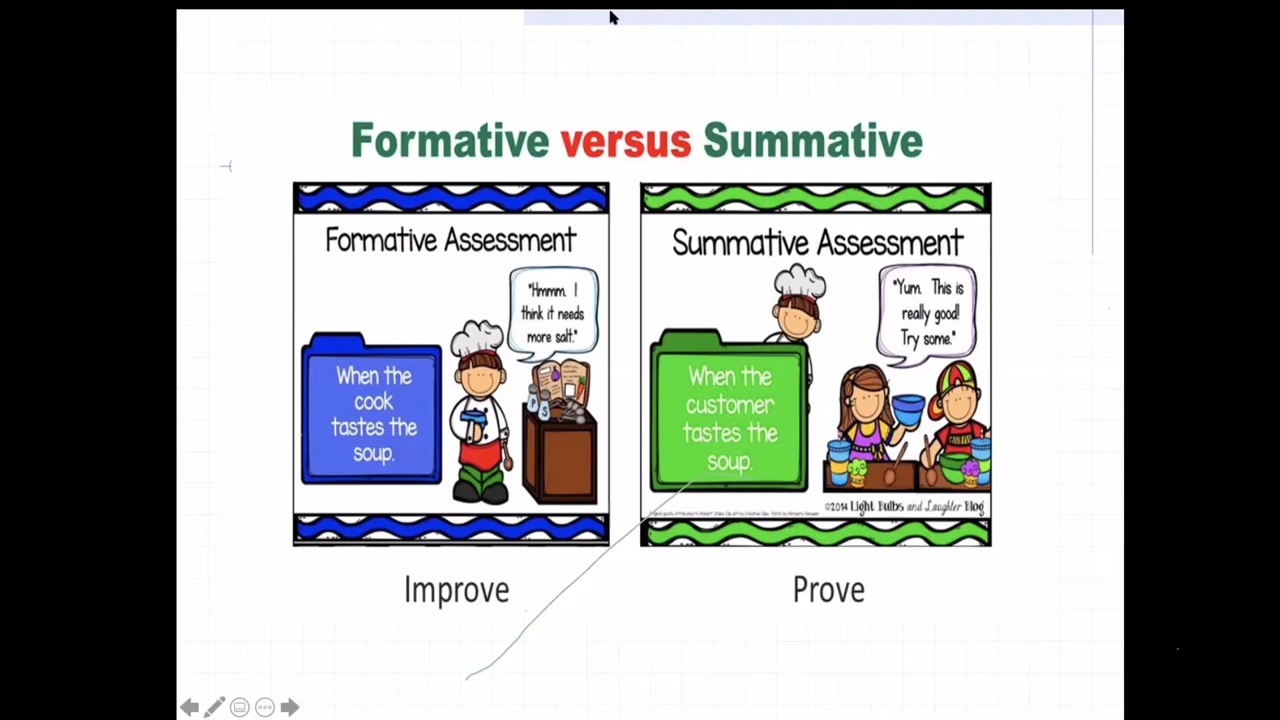 Formative versus Summative
Formative Assessment
"Hmmm. I
think it needs
more salt."
When the
cook
tastes the
soup.
P S
Improve
Summative Assessment
"Yum. This is
really good!
Try some."
When the
customer
tastes the
soup.
©2014 Light Bulbs and Laughter Blog
Prove